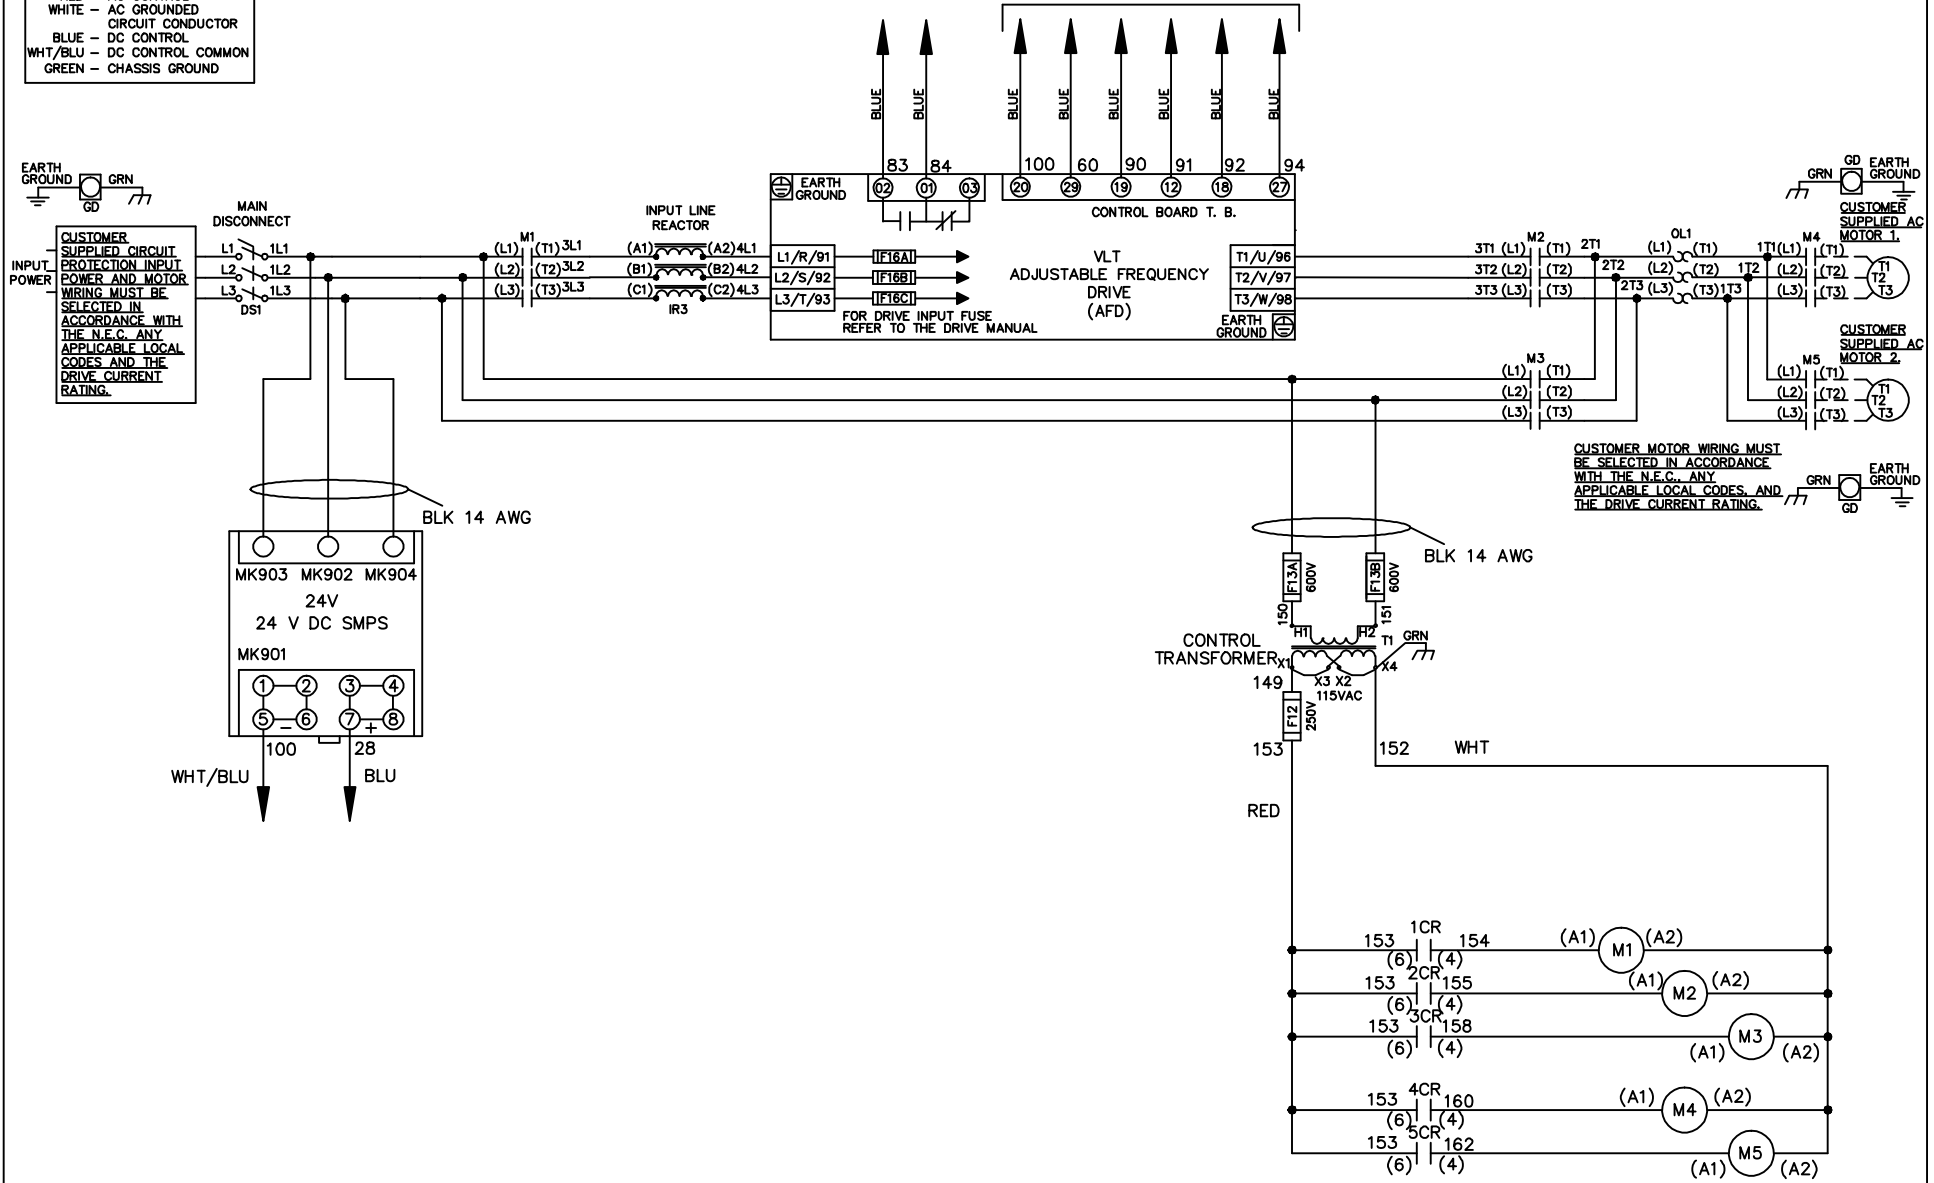 WHITE – AC GROUNDED
CIRCUIT CONDUCTOR
BLUE – DC CONTROL
WHT/BLU – DC CONTROL COMMON
GREEN – CHASSIS GROUND
BLUE BLUE BLUE BLUE BLUE BLUE BLUE BLUE
83 84 100 60 90 91 92 94
EARTH
GROUND
GRN
GD
MAIN
DISCONNECT
L1 1L1
L2 1L2
L3 1L3
DS1
INPUT
POWER
CUSTOMER
SUPPLIED CIRCUIT
PROTECTION INPUT
POWER AND MOTOR
WIRING MUST BE
SELECTED IN
ACCORDANCE WITH
THE N.E.C. ANY
APPLICABLE LOCAL
CODES AND THE
DRIVE CURRENT
RATING.
M1
(L1) (T1) 3L1
(L2) (T2) 3L2
(L3) (T3) 3L3
INPUT LINE
REACTOR
(A1) (A2) 4L1
(B1) (B2) 4L2
(C1) (C2) 4L3
IR3
EARTH
GROUND
02 01 03
20 29 19 12 18 27
CONTROL BOARD T. B.
L1/R/91 F16A
L2/S/92 F16B
L3/T/93 F16C
FOR DRIVE INPUT FUSE
REFER TO THE DRIVE MANUAL
VLT
ADJUSTABLE FREQUENCY
DRIVE
(AFD)
T1/U/96
T2/V/97
T3/W/98
EARTH
GROUND
M2
3T1 (L1) (T1) 2T1
3T2 (L2) (T2) 2T2
3T3 (L3) (T3) 2T3
OL1
(L1) (T1) 1T1
(L2) (T2) 1T2
(L3) (T3) 1T3
M4
(L1) (T1)
(L2) (T2)
(L3) (T3)
T1
T2
T3
GD
GRN
EARTH
GROUND
CUSTOMER
SUPPLIED AC
MOTOR 1.
CUSTOMER
SUPPLIED AC
MOTOR 2.
M3
(L1) (T1)
(L2) (T2)
(L3) (T3)
M5
(L1) (T1)
(L2) (T2)
(L3) (T3)
T1
T2
T3
CUSTOMER MOTOR WIRING MUST
BE SELECTED IN ACCORDANCE
WITH THE N.E.C., ANY
APPLICABLE LOCAL CODES, AND
THE DRIVE CURRENT RATING.
GRN
GD
EARTH
GROUND
BLK 14 AWG
MK903 MK902 MK904
24V
24 V DC SMPS
MK901
1 2 3 4
5 – 6 7 + 8
100 28
WHT/BLU BLU
BLK 14 AWG
F13A 600V
F13B 600V
150 151
H1 H2 T1
GRN
CONTROL
TRANSFORMER
X1 X3 X2 X4
115VAC
149
F12 250V
153 152 WHT
RED
1CR
153 154 (A1) M1 (A2)
(6) (4)
2CR
153 155 (A1) M2 (A2)
(6) (4)
3CR
153 158 M3
(6) (4) (A1) (A2)
4CR
153 160 (A1) M4 (A2)
(6) (4)
5CR
153 162 M5
(6) (4) (A1) (A2)